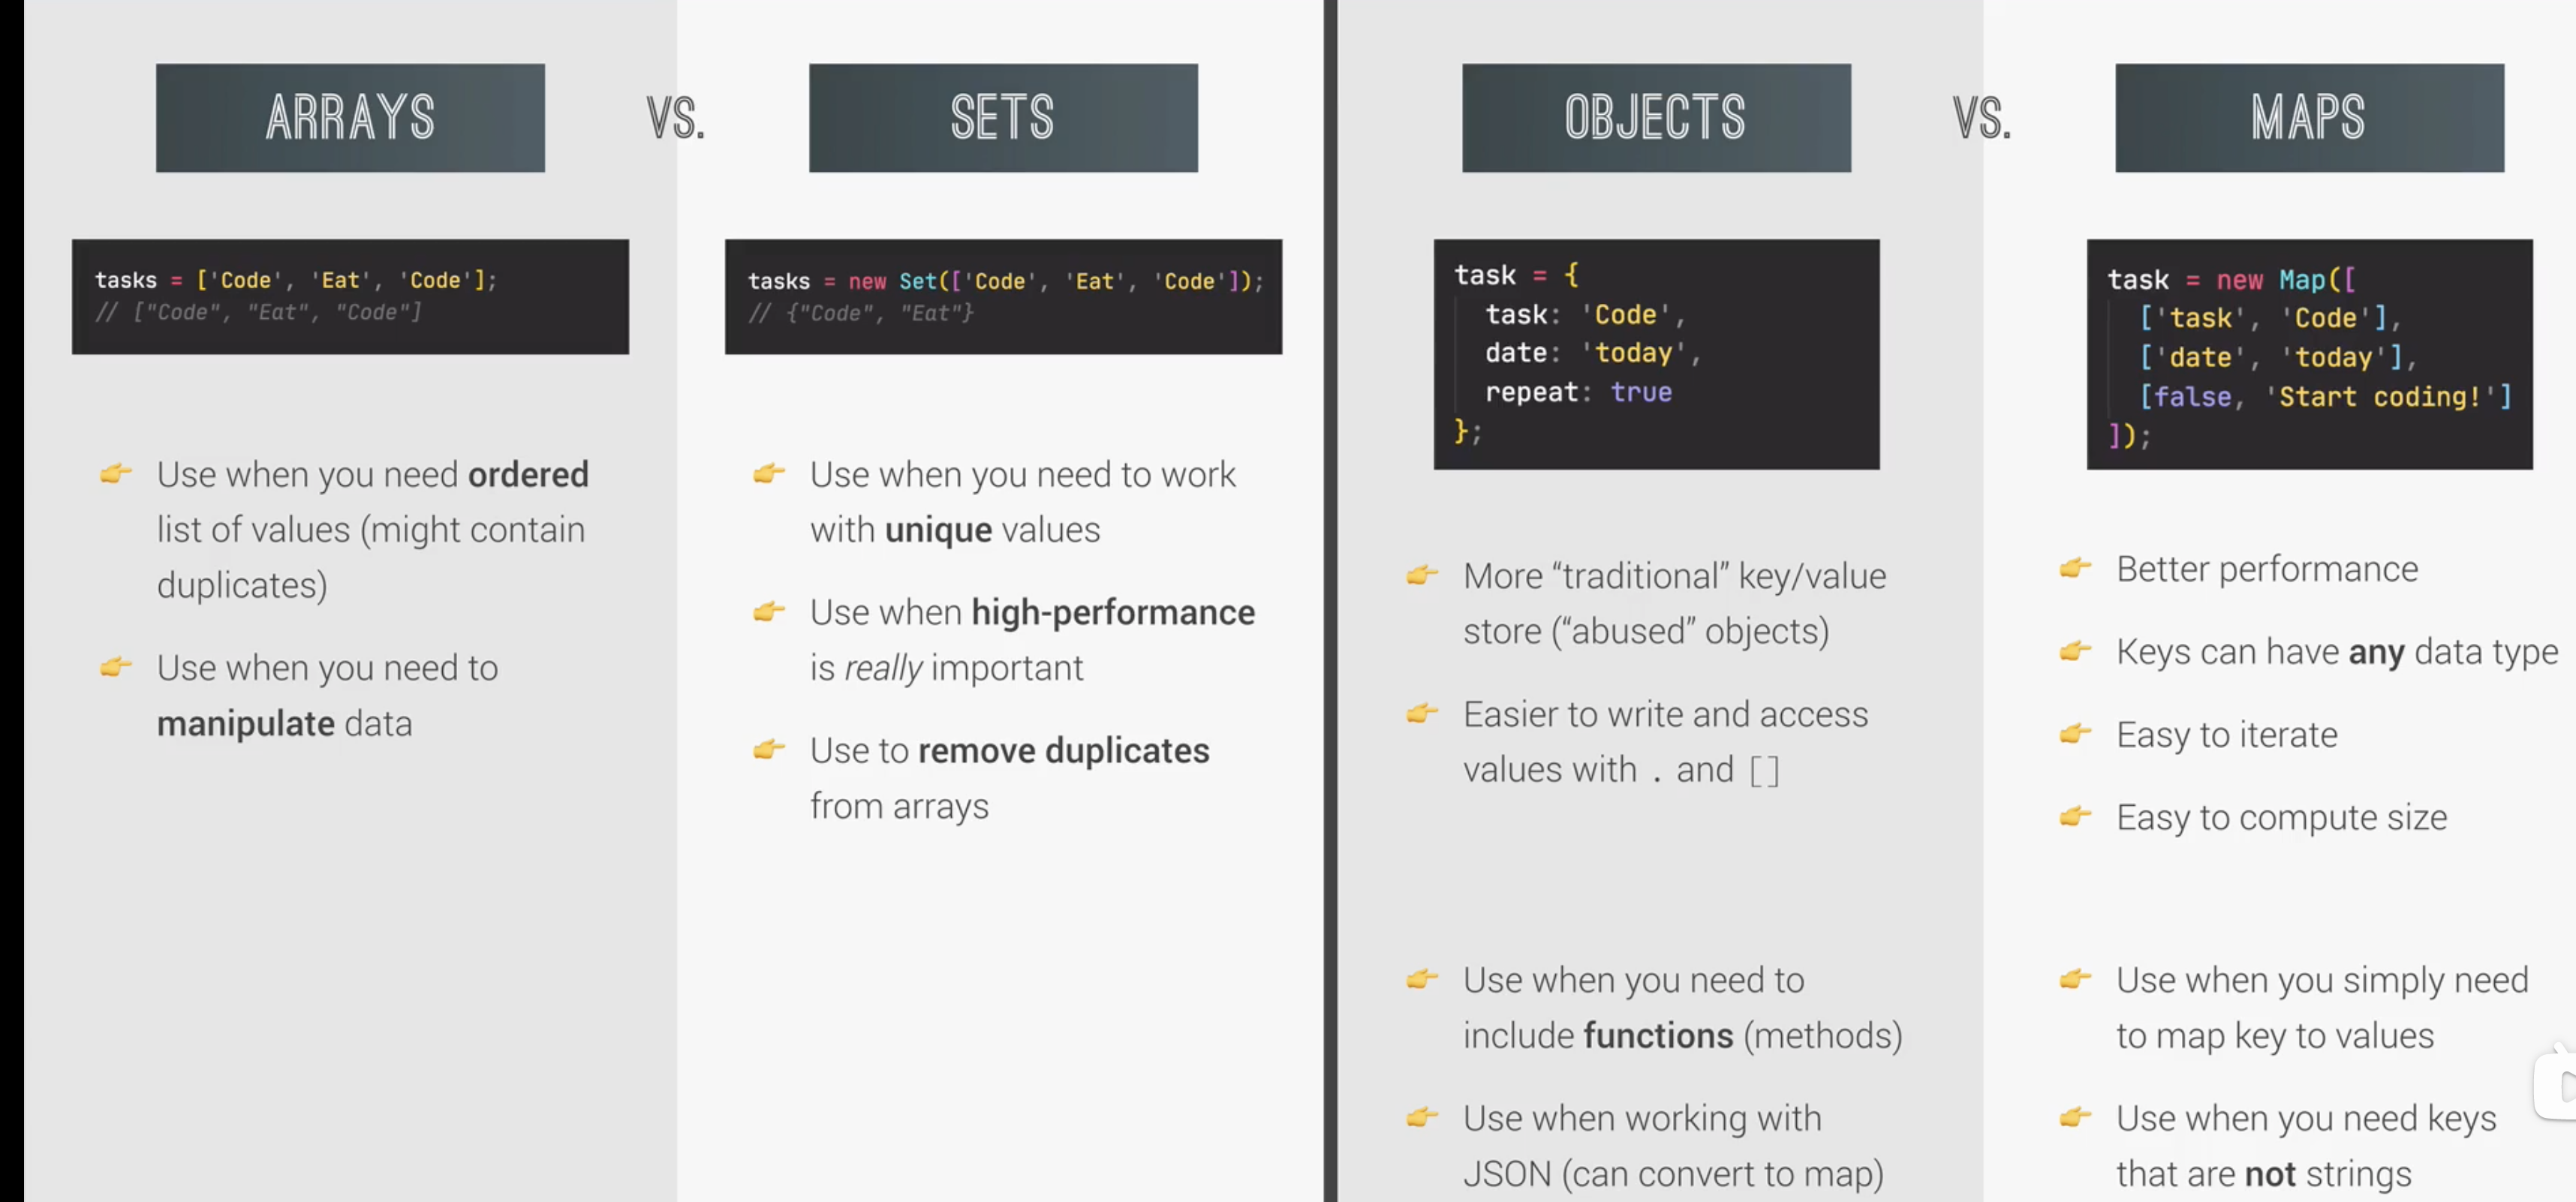 ARRAYS
VS.
SETS
tasks = ['Code', 'Eat', 'Code'];
// ["Code", "Eat", "Code"]
tasks = new Set(['Code', 'Eat', 'Code']);
// {"Code", "Eat"}
👉 Use when you need ordered
list of values (might contain
duplicates)
👉 Use when you need to
manipulate data
👉 Use when you need to work
with unique values
👉 Use when high-performance
is really important
👉 Use to remove duplicates
from arrays
OBJECTS
VS.
MAPS
task = {
task: 'Code',
date: 'today',
repeat: true
};
task = new Map([
['task', 'Code'],
['date', 'today'],
[false, 'Start coding!']
]);
👉 More “traditional” key/value
store (“abused” objects)
👉 Easier to write and access
values with . and []
👉 Use when you need to
include functions (methods)
👉 Use when working with
JSON (can convert to map)
👉 Better performance
👉 Keys can have any data type
👉 Easy to iterate
👉 Easy to compute size
👉 Use when you simply need
to map key to values
👉 Use when you need keys
that are not strings